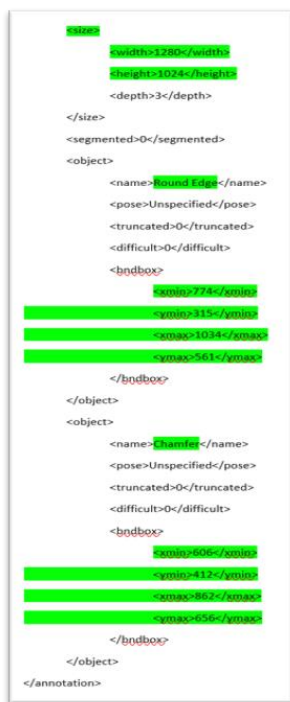 <size>
<width>1280</width>
<height>1024</height>
<depth>3</depth>
</size>
<segmented>0</segmented>
<object>
<name>Round Edge</name>
<pose>Unspecified</pose>
<truncated>0</truncated>
<difficult>0</difficult>
<bndbox>
<xmin>774</xmin>
<ymin>315</ymin>
<xmax>1034</xmax>
<ymax>561</ymax>
</bndbox>
</object>
<object>
<name>Chamfer</name>
<pose>Unspecified</pose>
<truncated>0</truncated>
<difficult>0</difficult>
<bndbox>
<xmin>606</xmin>
<ymin>412</ymin>
<xmax>862</xmax>
<ymax>656</ymax>
</bndbox>
</object>
</annotation>